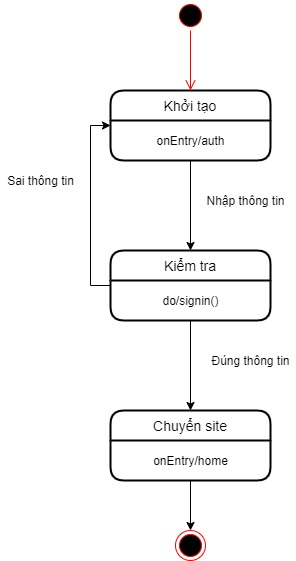 Khởi tạo
onEntry/auth
Sai thông tin
Nhập thông tin
Kiểm tra
do/signin()
Đúng thông tin
Chuyển site
onEntry/home